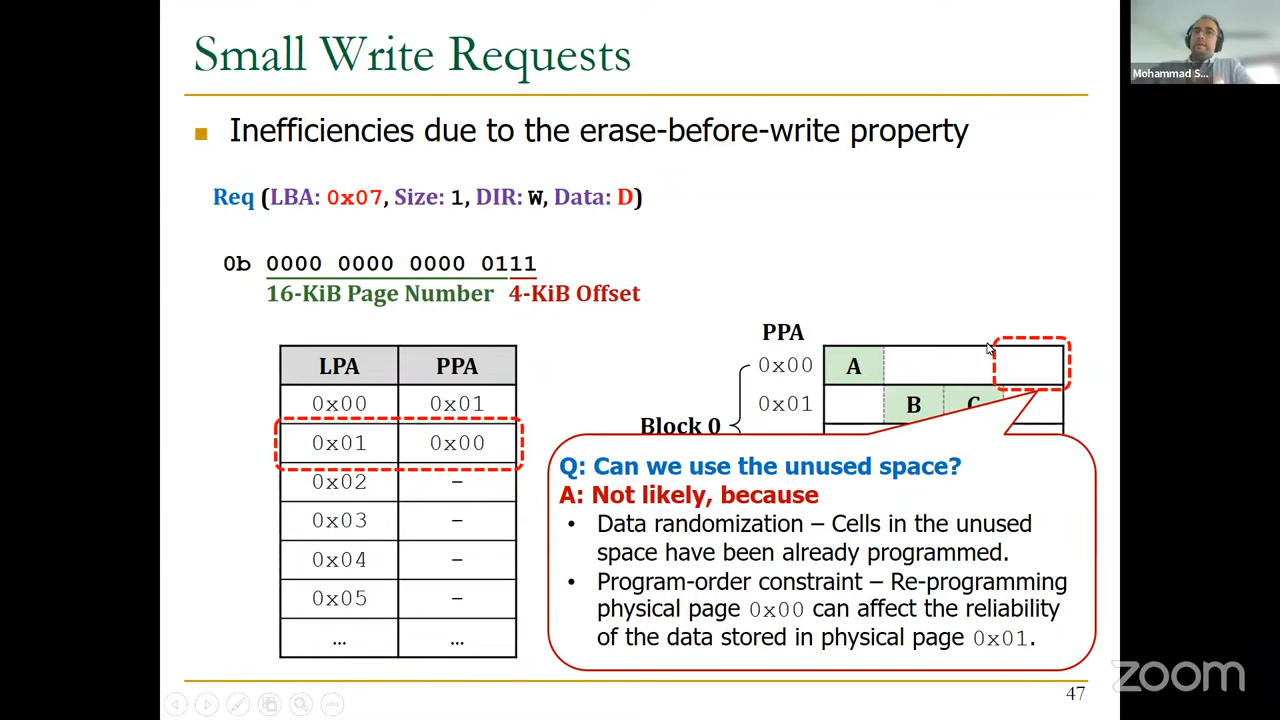 Small Write Requests
Mohammad S...
■ Inefficiencies due to the erase-before-write property
Req (LBA: 0x07, Size: 1, DIR: W, Data: D)
0b 0000 0000 0000 0111
16-KiB Page Number 4-KiB Offset
LPA PPA
0x00 0x01
0x01 0x00
0x02 –
0x03 –
0x04 –
0x05 –
... ...
PPA
0x00 A
0x01 B C
Block 0
Q: Can we use the unused space?
A: Not likely, because
• Data randomization – Cells in the unused
space have been already programmed.
• Program-order constraint – Re-programming
physical page 0x00 can affect the reliability
of the data stored in physical page 0x01.
47
zoom